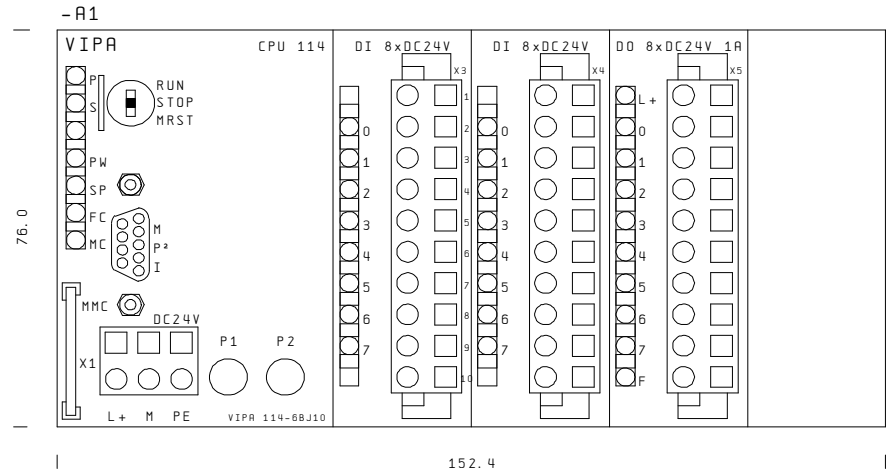 -A1
VIPA CPU 114 DI 8xDC24V DI 8xDC24V DO 8xDC24V 1A
X3 X4 X5
P RUN
S STOP
MRST
PW
SP
FC
MC
M
P²
I
MMC
DC24V
X1
P1 P2
L+ M PE
VIPA 114-6BJ10
0
1
2
3
4
5
6
7
1
2
3
4
5
6
7
8
9
10
0
1
2
3
4
5
6
7
L+
0
1
2
3
4
5
6
7
F
76.0
152.4